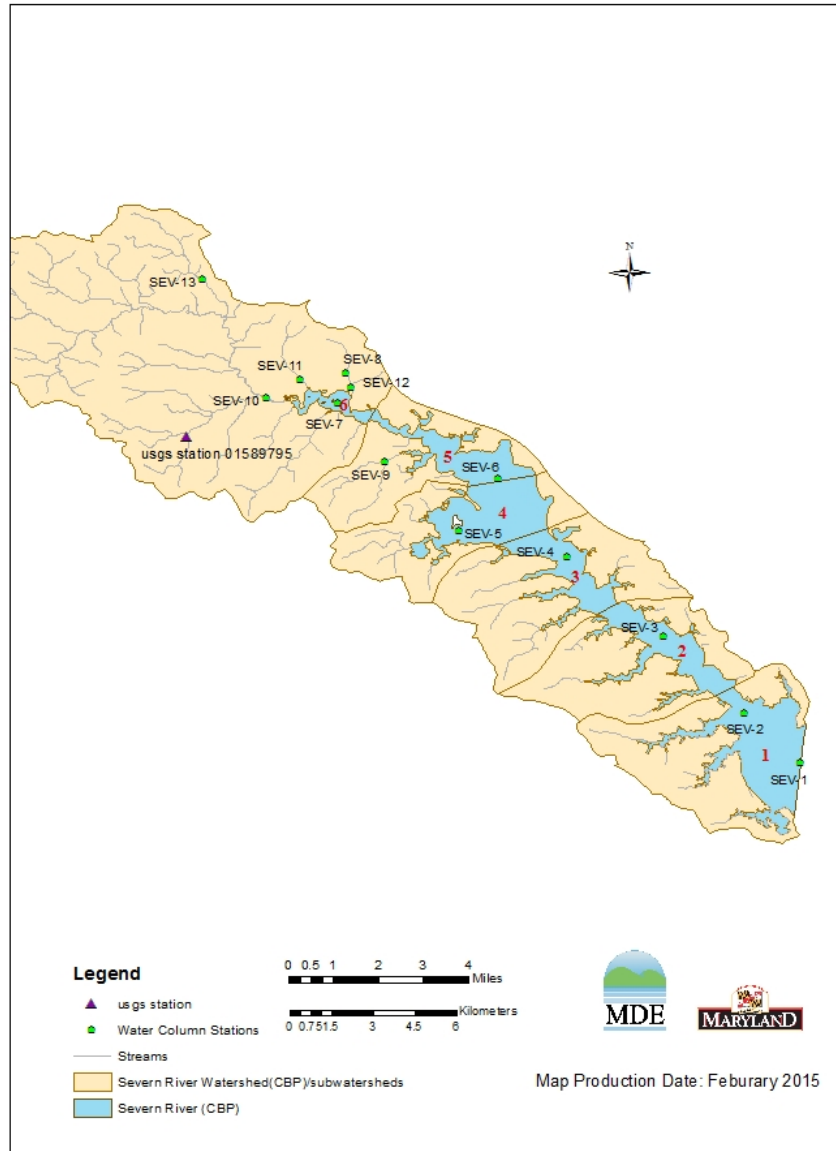 N
SEV-13
SEV-8
SEV-11
SEV-12
SEV-10
6
SEV-7
usgs station 01589795
5
SEV-9
SEV-6
4
SEV-5
SEV-4
3
SEV-3
2
SEV-2
1
SEV-1
Legend
usgs station
Water Column Stations
Streams
Severn River Watershed(CBP)/subwatersheds
Severn River (CBP)
0 0.5 1 2 3 4
Miles
Kilometers
0 0.751.5 3 4.5 6
MDE
MARYLAND
Map Production Date: Feburary 2015